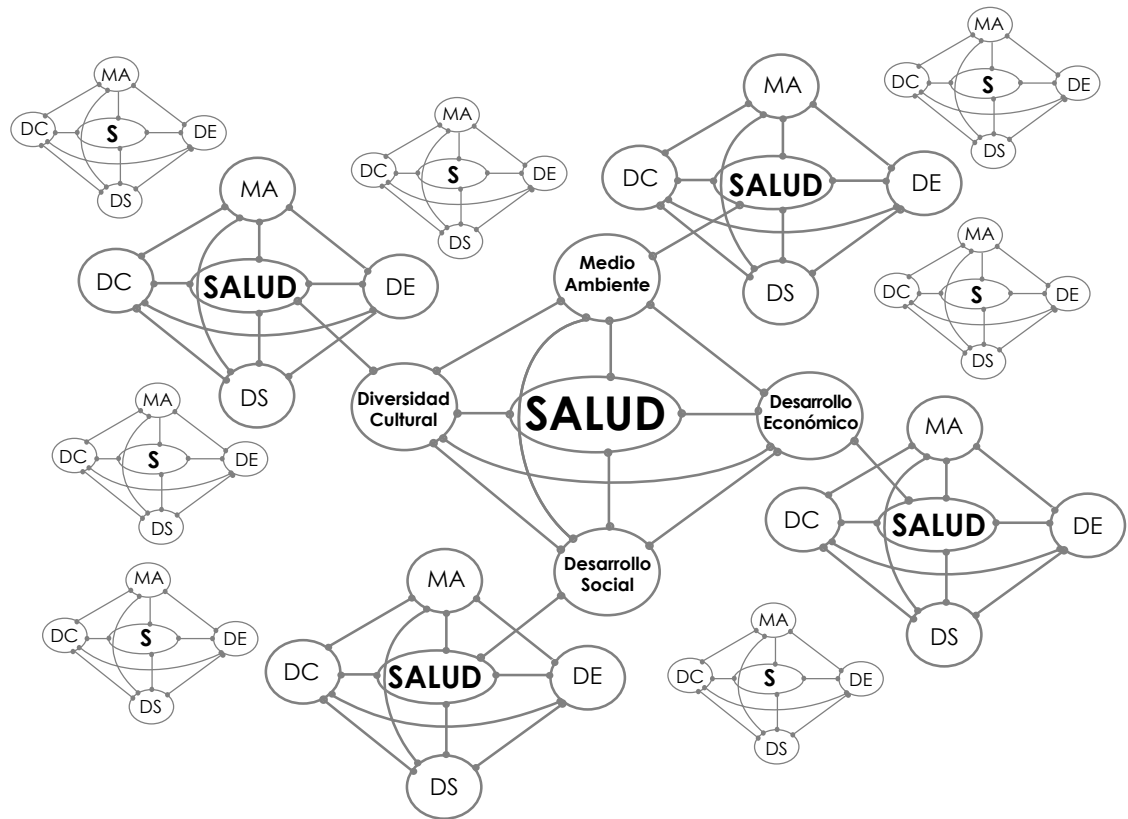 MA
DC
S
DE
DS
MA
DC
S
DE
DS
MA
DC
SALUD
DE
DS
MA
DC
S
DE
DS
MA
DC
SALUD
DE
DS
MA
DC
S
DE
DS
Medio
Ambiente
Diversidad
Cultural
SALUD
Desarrollo
Económico
Desarrollo
Social
MA
DC
S
DE
DS
MA
DC
SALUD
DE
DS
MA
DC
S
DE
DS
MA
DC
SALUD
DE
DS
MA
DC
S
DE
DS